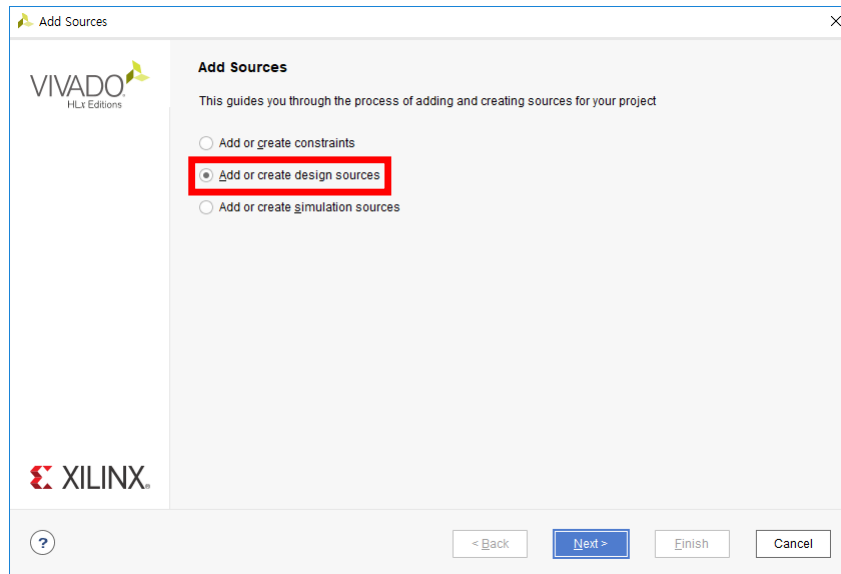 Add Sources
VIVADO
HLx Editions
Add Sources
This guides you through the process of adding and creating sources for your project
Add or create constraints
Add or create design sources
Add or create simulation sources
XILINX
?
< Back
Next >
Finish
Cancel